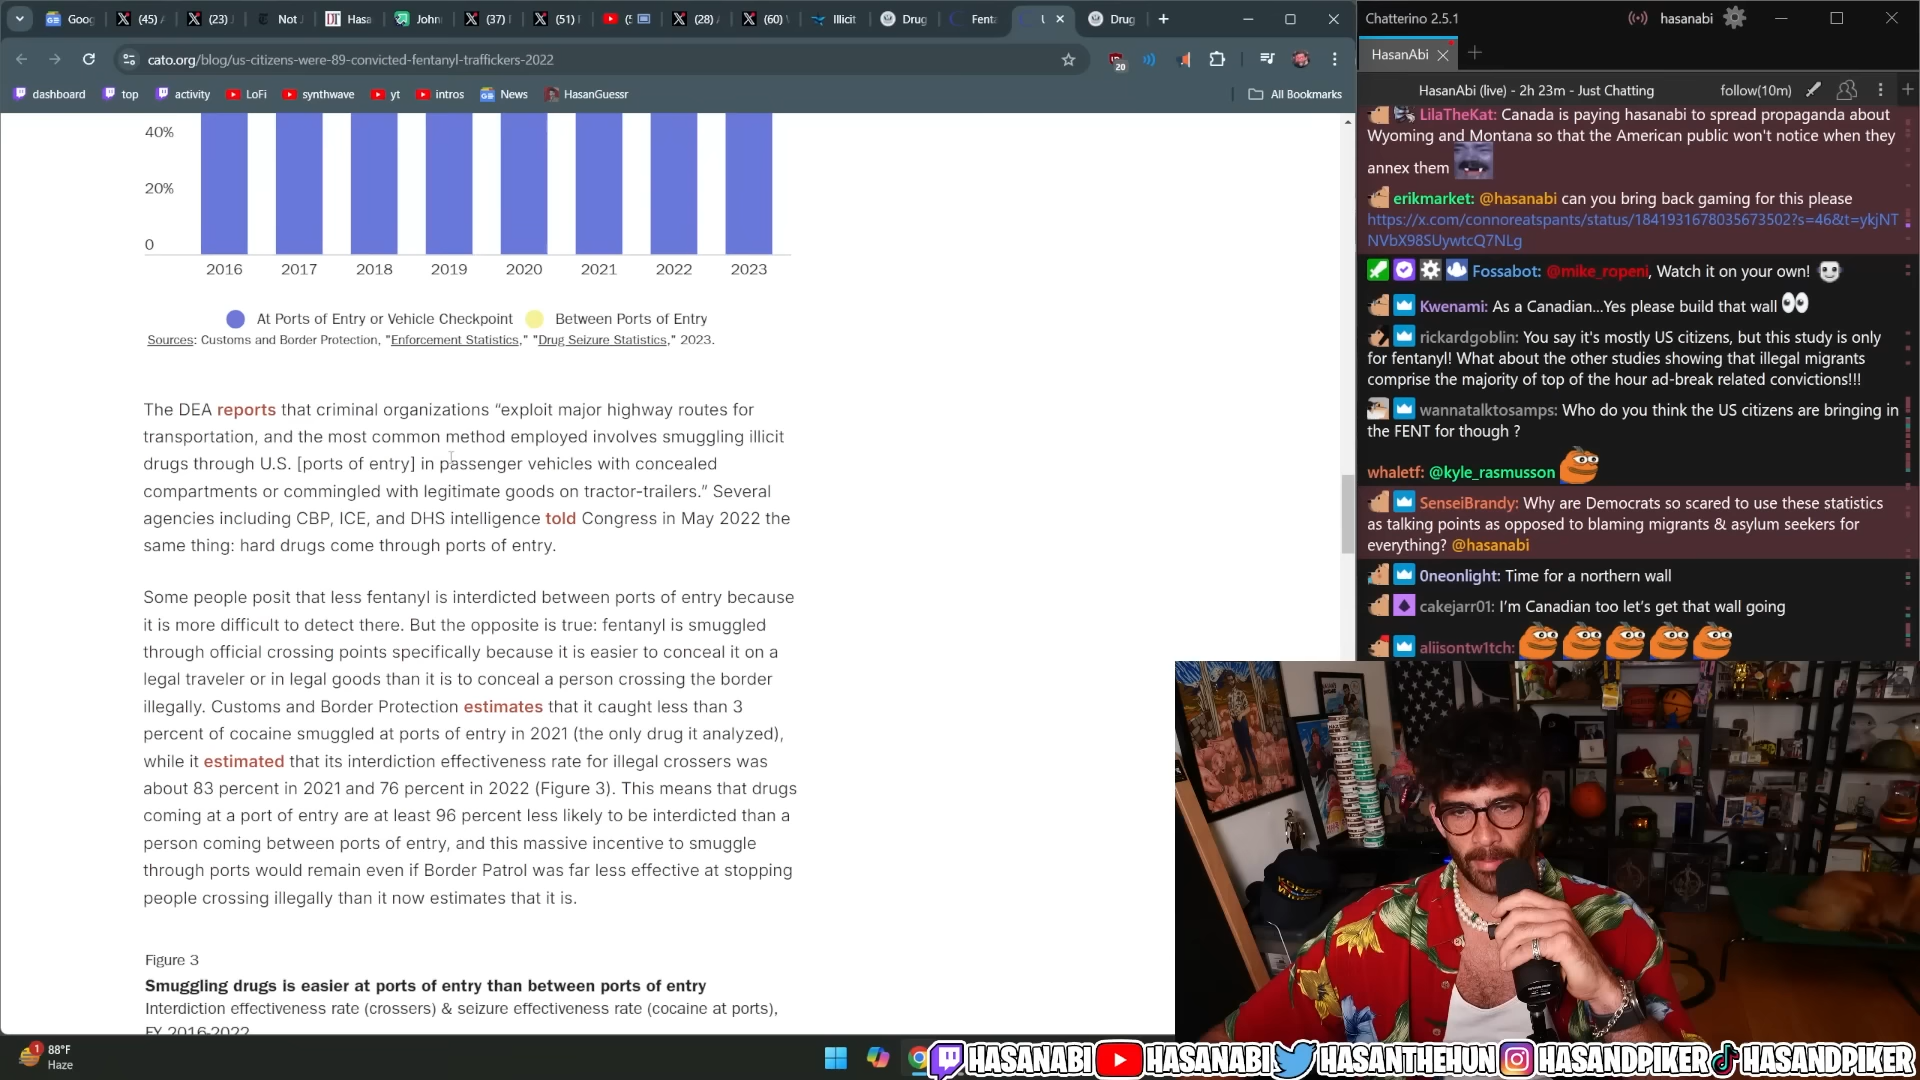 Goog
(45)
(23)
Not
Hasa
John
(37)
(51)
(28)
(60)
Illicit
Drug
Fenta
Drug
cato.org/blog/us-citizens-were-89-convicted-fentanyl-traffickers-2022
20
dashboard
top
activity
LoFi
synthwave
yt
intros
News
HasanGuessr
All Bookmarks
40%
20%
0
2016 2017 2018 2019 2020 2021 2022 2023
At Ports of Entry or Vehicle Checkpoint Between Ports of Entry
Sources: Customs and Border Protection, "Enforcement Statistics," "Drug Seizure Statistics," 2023.
The DEA reports that criminal organizations “exploit major highway routes for
transportation, and the most common method employed involves smuggling illicit
drugs through U.S. [ports of entry] in passenger vehicles with concealed
compartments or commingled with legitimate goods on tractor-trailers.” Several
agencies including CBP, ICE, and DHS intelligence told Congress in May 2022 the
same thing: hard drugs come through ports of entry.
Some people posit that less fentanyl is interdicted between ports of entry because
it is more difficult to detect there. But the opposite is true: fentanyl is smuggled
through official crossing points specifically because it is easier to conceal it on a
legal traveler or in legal goods than it is to conceal a person crossing the border
illegally. Customs and Border Protection estimates that it caught less than 3
percent of cocaine smuggled at ports of entry in 2021 (the only drug it analyzed),
while it estimated that its interdiction effectiveness rate for illegal crossers was
about 83 percent in 2021 and 76 percent in 2022 (Figure 3). This means that drugs
coming at a port of entry are at least 96 percent less likely to be interdicted than a
person coming between ports of entry, and this massive incentive to smuggle
through ports would remain even if Border Patrol was far less effective at stopping
people crossing illegally than it now estimates that it is.
Figure 3
Smuggling drugs is easier at ports of entry than between ports of entry
Interdiction effectiveness rate (crossers) & seizure effectiveness rate (cocaine at ports),
FY 2016-2022
1
88°F
Haze
Chatterino 2.5.1
hasanabi
HasanAbi
HasanAbi (live) - 2h 23m - Just Chatting
follow(10m)
LilaTheKat: Canada is paying hasanabi to spread propaganda about
Wyoming and Montana so that the American public won't notice when they
annex them
erikmarket: @hasanabi can you bring back gaming for this please
https://x.com/connoreatspants/status/1841931678035673502?s=46&t=ykjNT
NVbX98SUywtcQ7NLg
Fossabot: @mike_ropeni, Watch it on your own!
Kwenami: As a Canadian...Yes please build that wall
rickardgoblin: You say it's mostly US citizens, but this study is only
for fentanyl! What about the other studies showing that illegal migrants
comprise the majority of top of the hour ad-break related convictions!!!
wannatalktosamps: Who do you think the US citizens are bringing in
the FENT for though ?
whaletf: @kyle_rasmusson
SenseiBrandy: Why are Democrats so scared to use these statistics
as talking points as opposed to blaming migrants & asylum seekers for
everything? @hasanabi
0neonlight: Time for a northern wall
cakejarr01: I'm Canadian too let's get that wall going
aliisontw1tch:
HASANABI HASANABI HASANTHEHUN HASANDPIKER HASANDPIKER